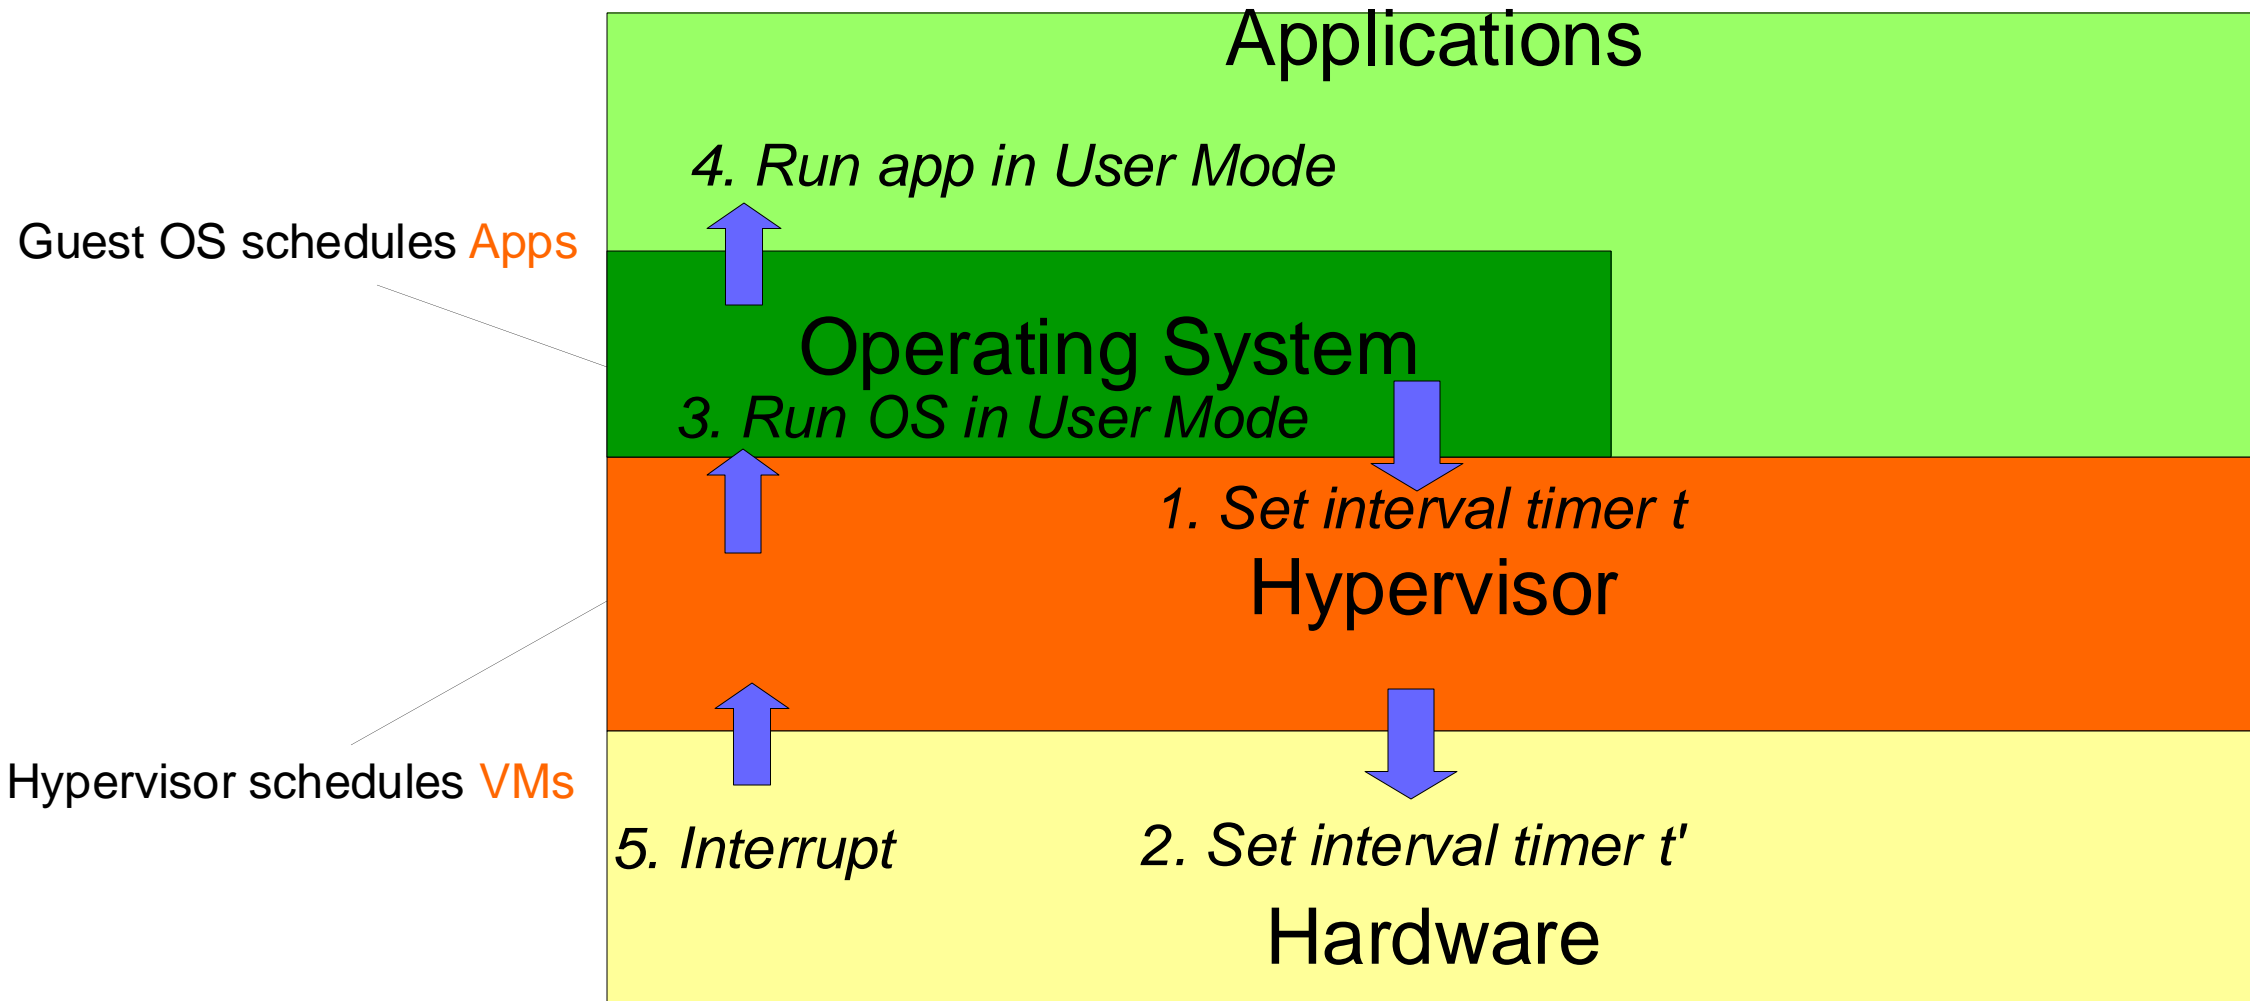 Applications
4. Run app in User Mode
Guest OS schedules Apps
Operating System
3. Run OS in User Mode
1. Set interval timer t
Hypervisor
Hypervisor schedules VMs
5. Interrupt
2. Set interval timer t'
Hardware